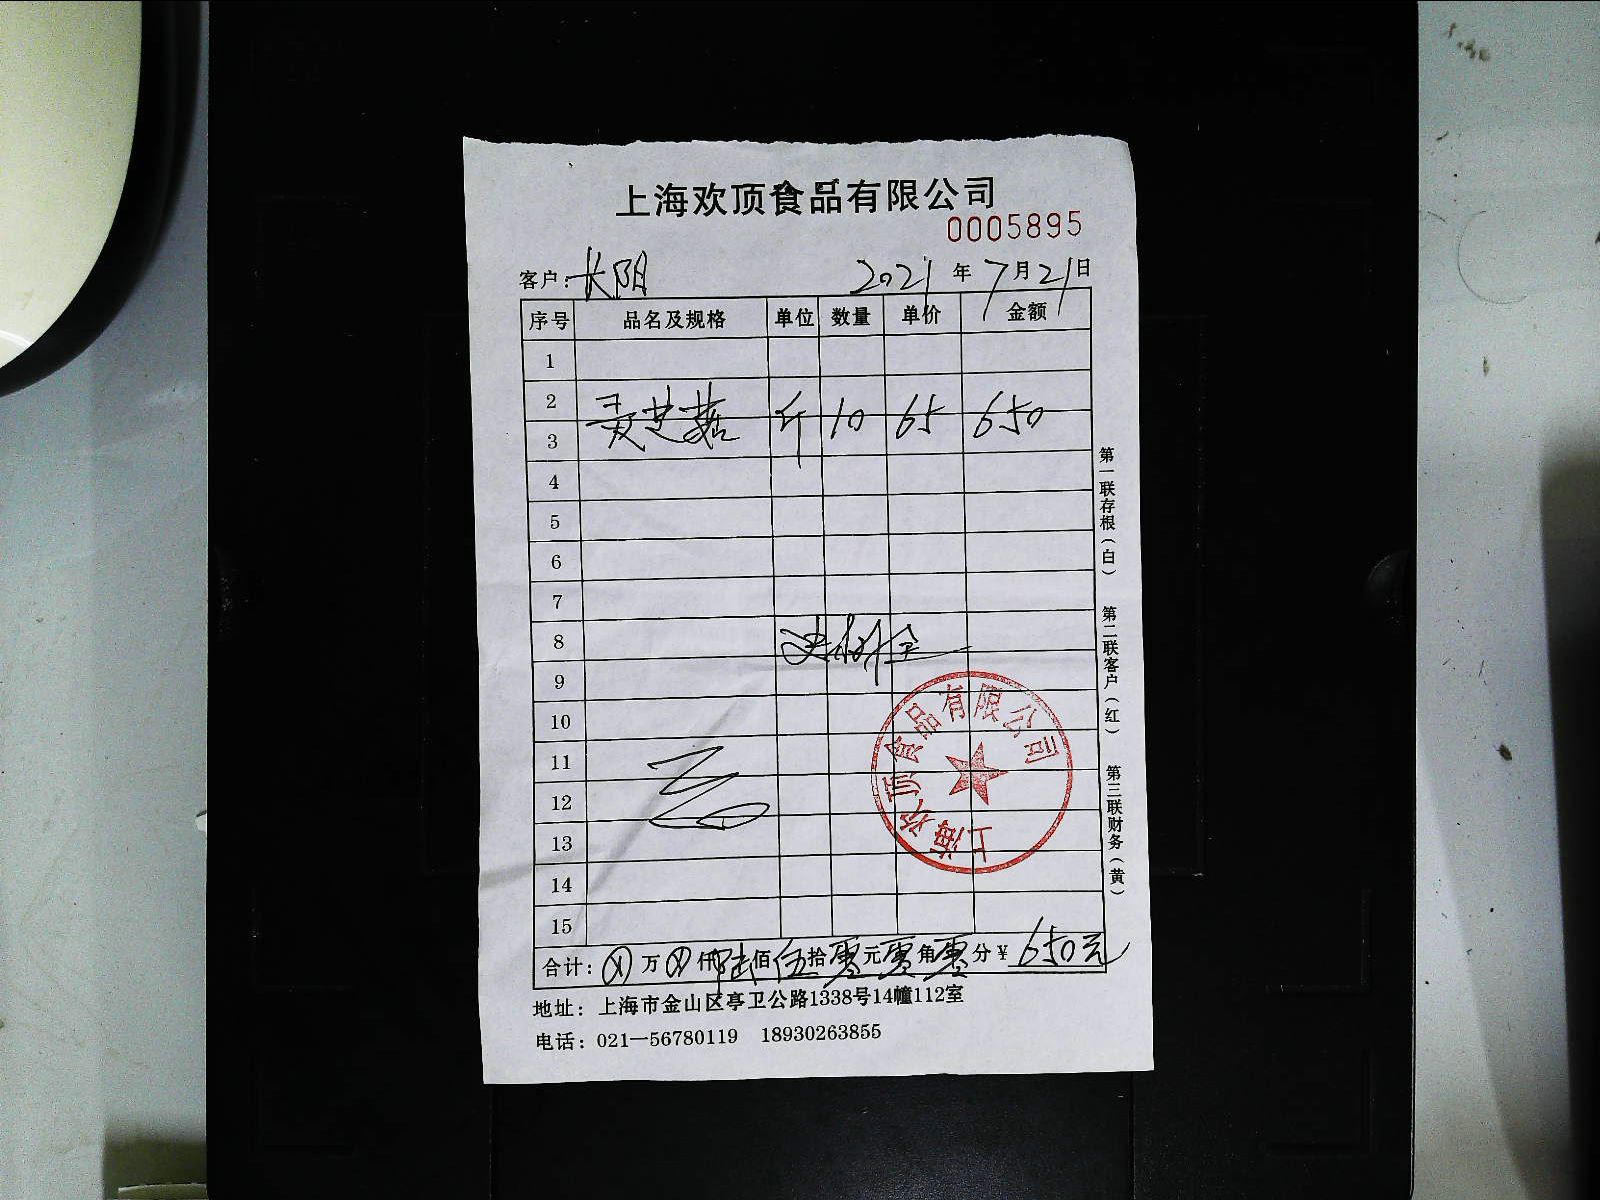 上海欢顶食品有限公司
0005895
客户：长阳 2021年7月21日
序号 品名及规格 单位 数量 单价 金额
1
2
3 灵芝菇 斤 10 65 650
4
5
6
7
8
9
10
11
12
13
14
15
合计：⊗万⊗仟陆佰伍拾零元零角零分￥650元
地址：上海市金山区亭卫公路1338号14幢112室
电话：021—56780119 18930263855
第一联存根（白） 第二联客户（红） 第三联财务（黄）
上海欢顶食品有限公司